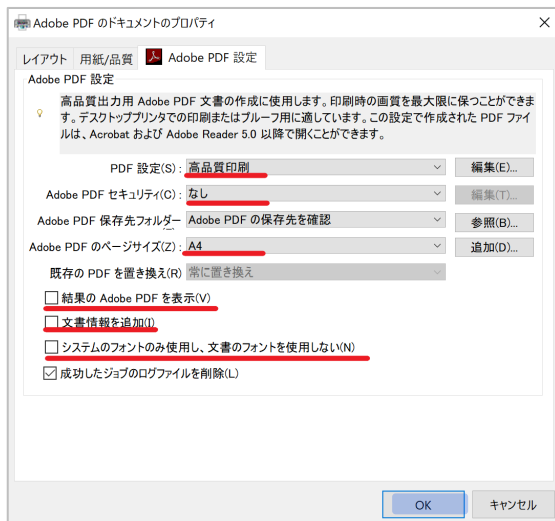 Adobe PDF のドキュメントのプロパティ
レイアウト 用紙/品質 Adobe PDF 設定
Adobe PDF 設定
高品質出力用 Adobe PDF 文書の作成に使用します。印刷時の画質を最大限に保つことができま
す。デスクトッププリンタでの印刷またはプルーフ用に適しています。この設定で作成された PDF ファイ
ルは、Acrobat および Adobe Reader 5.0 以降で開くことができます。
PDF 設定(S): 高品質印刷 編集(E)...
Adobe PDF セキュリティ(C): なし 編集(T)...
Adobe PDF 保存先フォルダー Adobe PDF の保存先を確認 参照(B)...
Adobe PDF のページサイズ(Z): A4 追加(D)...
既存の PDF を置き換え(R) 常に置き換え
結果の Adobe PDF を表示(V)
文書情報を追加(I)
システムのフォントのみ使用し、文書のフォントを使用しない(N)
成功したジョブのログファイルを削除(L)
OK キャンセル